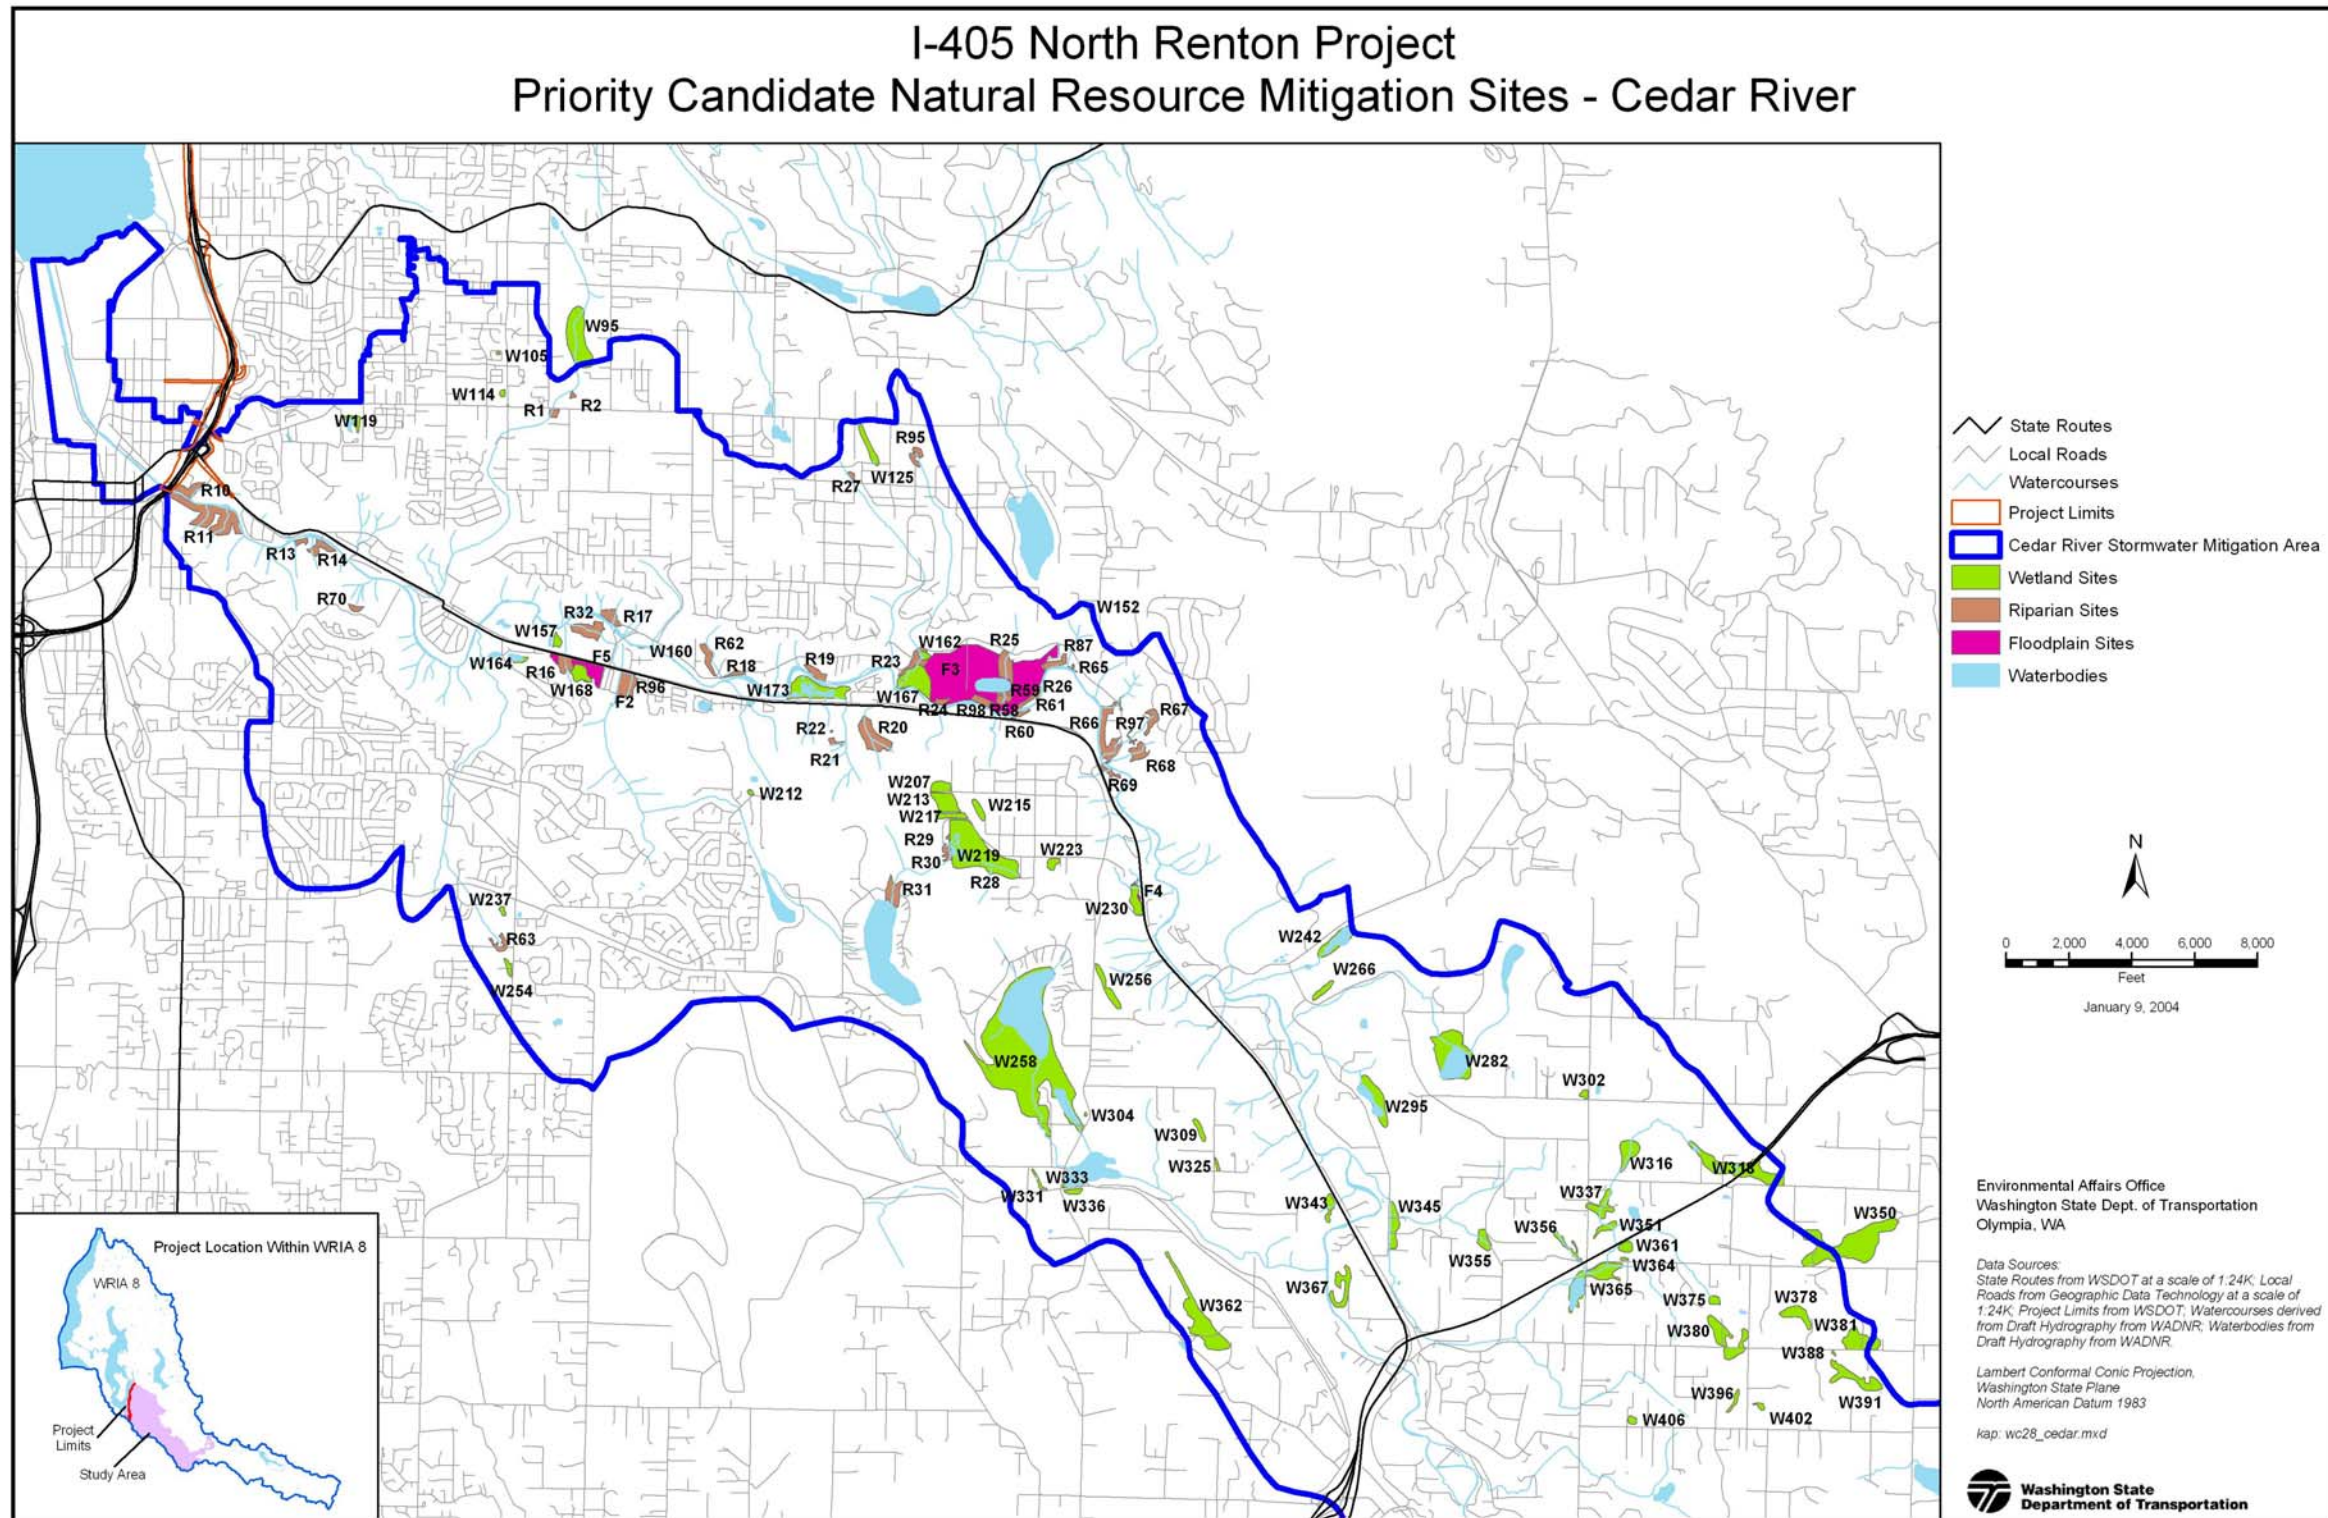 I-405 North Renton Project
Priority Candidate Natural Resource Mitigation Sites - Cedar River
W95
W105
W114
R1
R2
W119
R95
W125
R27
R10
R11
R13
R14
R70
W152
R32
R17
W157
W160
R62
W162
R25
R87
W164
R16
F5
R18
R19
R23
F3
R65
W168
R96
F2
W173
W167
R59
R26
R24
R98
R58
R61
R22
R20
R60
R66
R97
R67
R21
R68
R69
W207
W212
W213
W215
W217
R29
R30
W219
W223
R28
R31
F4
W230
W237
R63
W254
W242
W266
W256
W258
W282
W302
W295
W304
W309
W325
W316
W318
W333
W331
W336
W337
W343
W345
W350
W351
W356
W355
W361
W364
W365
W367
W362
W375
W378
W380
W381
W388
W391
W396
W402
W406
State Routes
Local Roads
Watercourses
Project Limits
Cedar River Stormwater Mitigation Area
Wetland Sites
Riparian Sites
Floodplain Sites
Waterbodies
N
0 2,000 4,000 6,000 8,000
Feet
January 9, 2004
Environmental Affairs Office
Washington State Dept. of Transportation
Olympia, WA
Data Sources:
State Routes from WSDOT at a scale of 1:24K; Local
Roads from Geographic Data Technology at a scale of
1:24K; Project Limits from WSDOT; Watercourses derived
from Draft Hydrography from WADNR; Waterbodies from
Draft Hydrography from WADNR.
Lambert Conformal Conic Projection,
Washington State Plane
North American Datum 1983
kap: wc28_cedar.mxd
Washington State
Department of Transportation
Project Location Within WRIA 8
WRIA 8
Project
Limits
Study Area